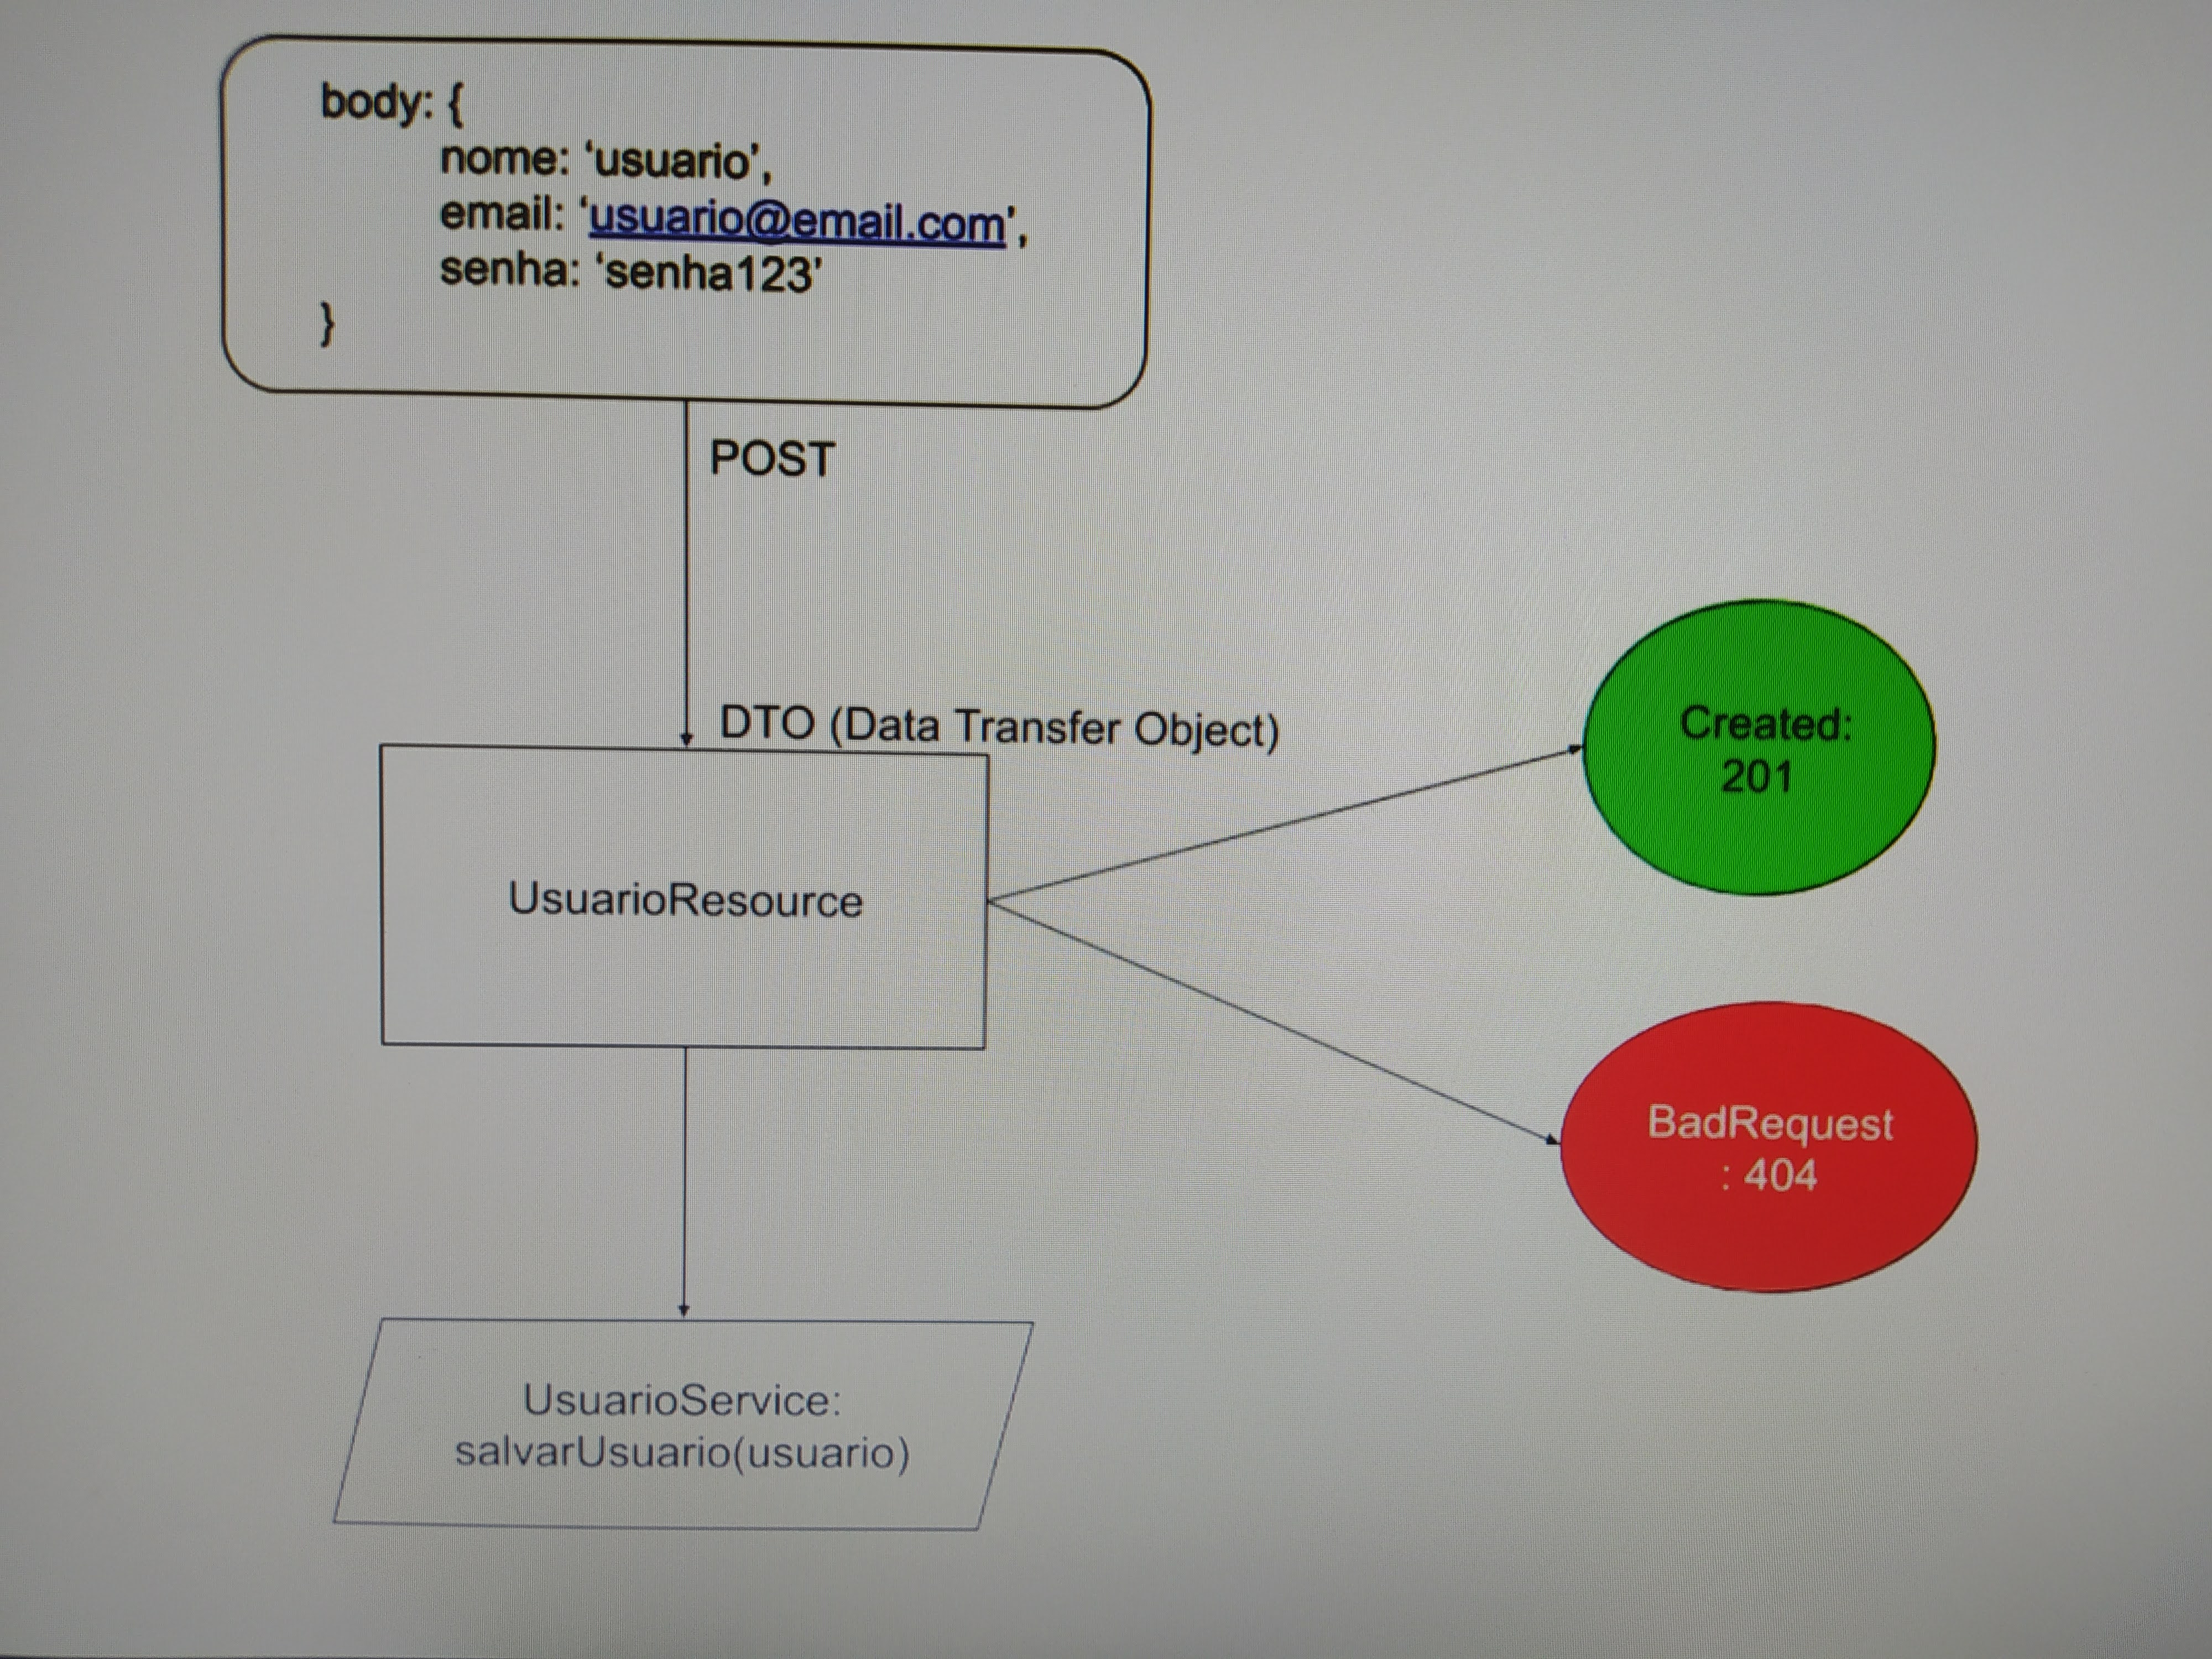 body: {
nome: ‘usuario’,
email: ‘usuario@email.com’,
senha: ‘senha123’
}
POST
DTO (Data Transfer Object)
Created:
201
UsuarioResource
BadRequest
: 404
UsuarioService:
salvarUsuario(usuario)